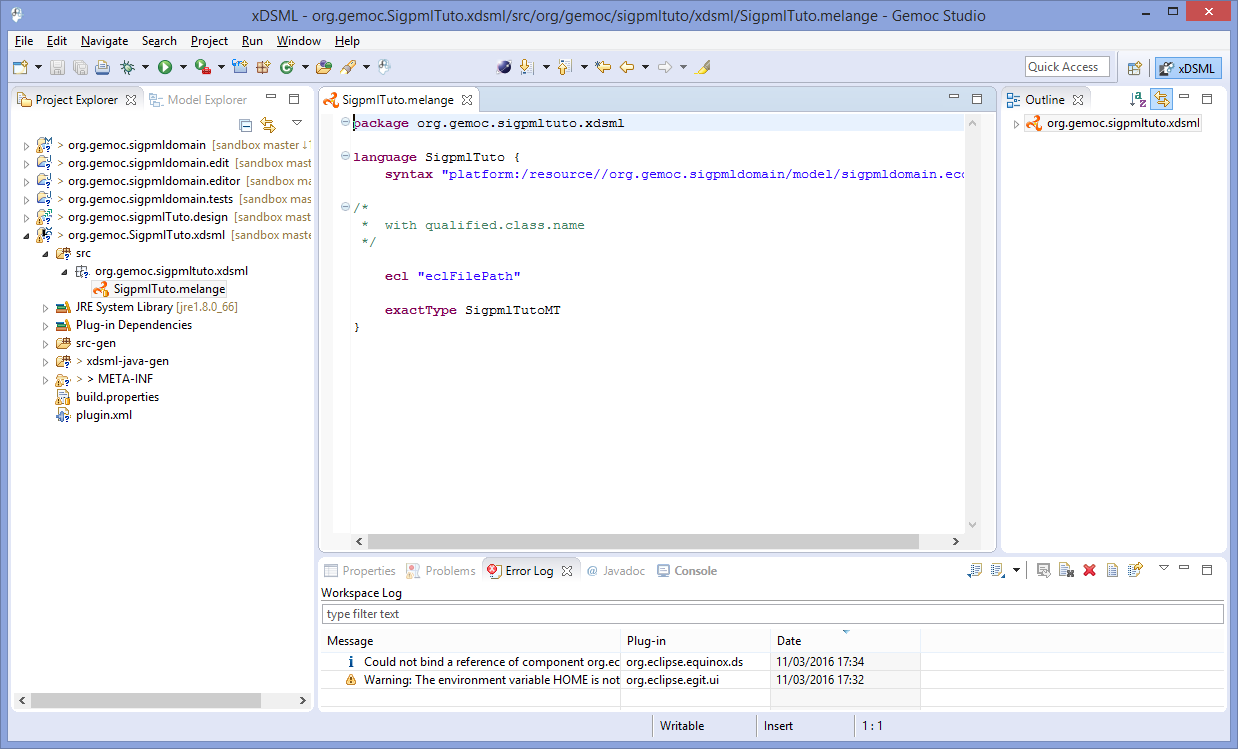 xDSML - org.gemoc.SigpmlTuto.xdsml/src/org/gemoc/sigpmltuto/xdsml/SigpmlTuto.melange - Gemoc Studio
File Edit Navigate Search Project Run Window Help
Quick Access
xDSML
Project Explorer
Model Explorer
> org.gemoc.sigpmldomain [sandbox master ↓
> org.gemoc.sigpmldomain.edit [sandbox mast
> org.gemoc.sigpmldomain.editor [sandbox ma
> org.gemoc.sigpmldomain.tests [sandbox mas
> org.gemoc.sigpmlTuto.design [sandbox mast
> org.gemoc.SigpmlTuto.xdsml [sandbox maste
src
org.gemoc.sigpmltuto.xdsml
SigpmlTuto.melange
JRE System Library [jre1.8.0_66]
Plug-in Dependencies
src-gen
> xdsml-java-gen
> > META-INF
build.properties
plugin.xml
SigpmlTuto.melange
package org.gemoc.sigpmltuto.xdsml
language SigpmlTuto {
syntax "platform:/resource//org.gemoc.sigpmldomain/model/sigpmldomain.eco
/*
* with qualified.class.name
*/
ecl "eclFilePath"
exactType SigpmlTutoMT
}
Outline
org.gemoc.sigpmltuto.xdsml
Properties
Problems
Error Log
@ Javadoc
Console
Workspace Log
type filter text
Message Plug-in Date
Could not bind a reference of component org.ec org.eclipse.equinox.ds 11/03/2016 17:34
Warning: The environment variable HOME is not org.eclipse.egit.ui 11/03/2016 17:32
Writable Insert 1 : 1